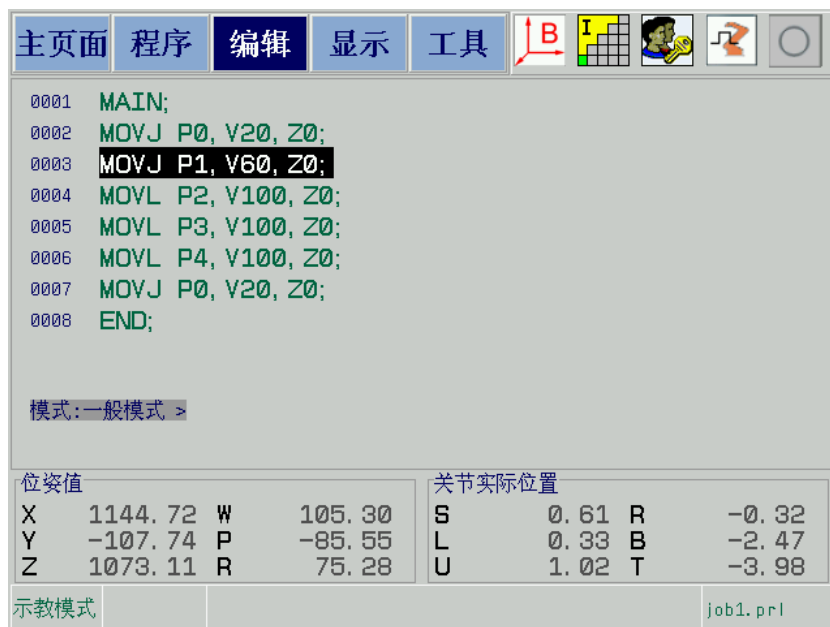 主页面 程序 编辑 显示 工具 B I
0001 MAIN;
0002 MOVJ P0, V20, Z0;
0003 MOVJ P1, V60, Z0;
0004 MOVL P2, V100, Z0;
0005 MOVL P3, V100, Z0;
0006 MOVL P4, V100, Z0;
0007 MOVJ P0, V20, Z0;
0008 END;
模式:一般模式 >
位姿值 关节实际位置
X 1144.72 W 105.30 S 0.61 R -0.32
Y -107.74 P -85.55 L 0.33 B -2.47
Z 1073.11 R 75.28 U 1.02 T -3.98
示教模式 job1.prl